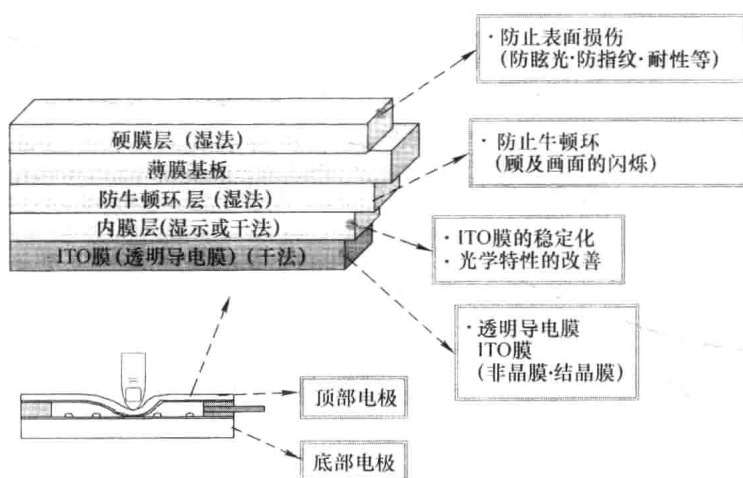 · 防止表面损伤
(防眩光·防指纹·耐性等)
硬膜层 (湿法)
薄膜基板
防牛顿环层 (湿法)
内膜层(湿示或干法)
ITO膜(透明导电膜) (干法)
· 防止牛顿环
(顾及画面的闪烁)
· ITO膜的稳定化
· 光学特性的改善
· 透明导电膜
ITO膜
(非晶膜·结晶膜)
顶部电极
底部电极